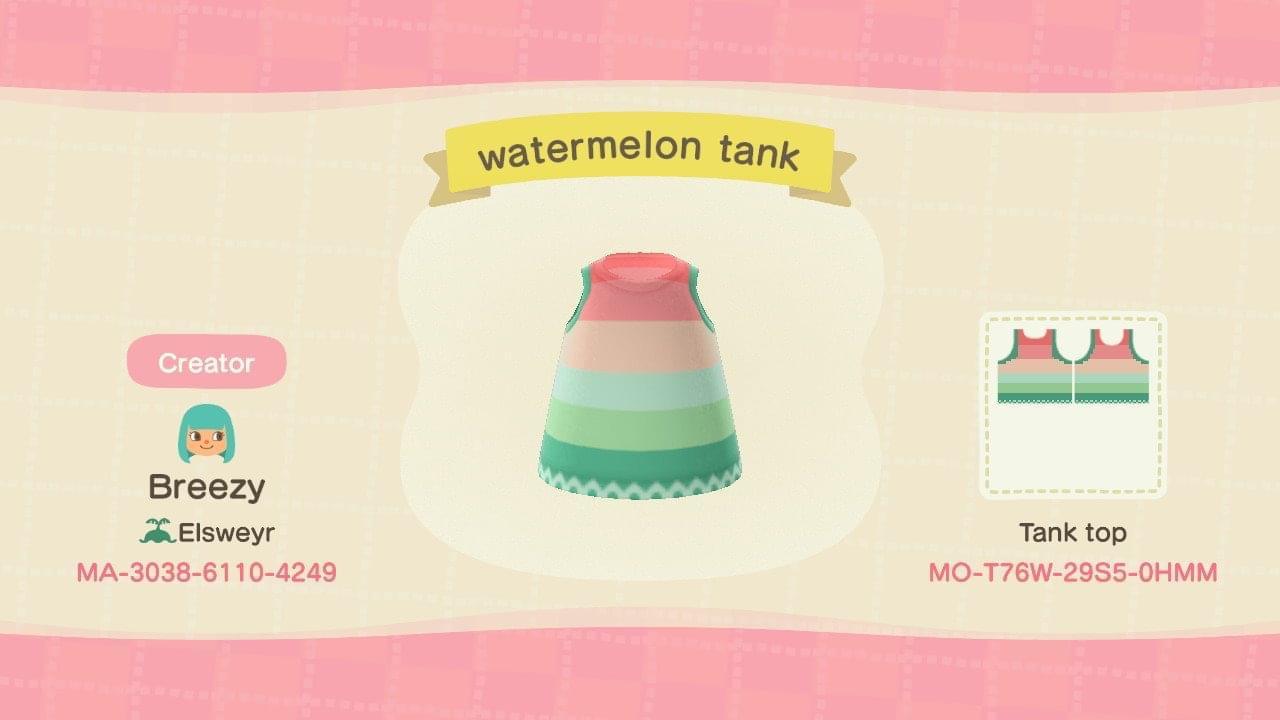 watermelon tank
Creator
Breezy
Elsweyr
MA-3038-6110-4249
Tank top
MO-T76W-29S5-0HMM